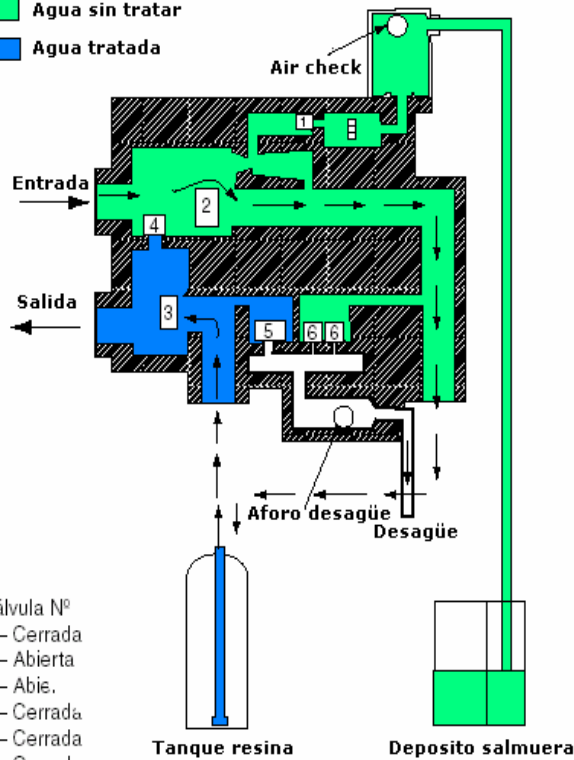 Agua sin tratar
Agua tratada
Air check
1
Entrada
2
4
Salida
3
5
6
6
Aforo desagüe
Desagüe
álvula Nº
– Cerrada
– Abierta
– Abie.
– Cerrada
– Cerrada
Tanque resina
Deposito salmuera